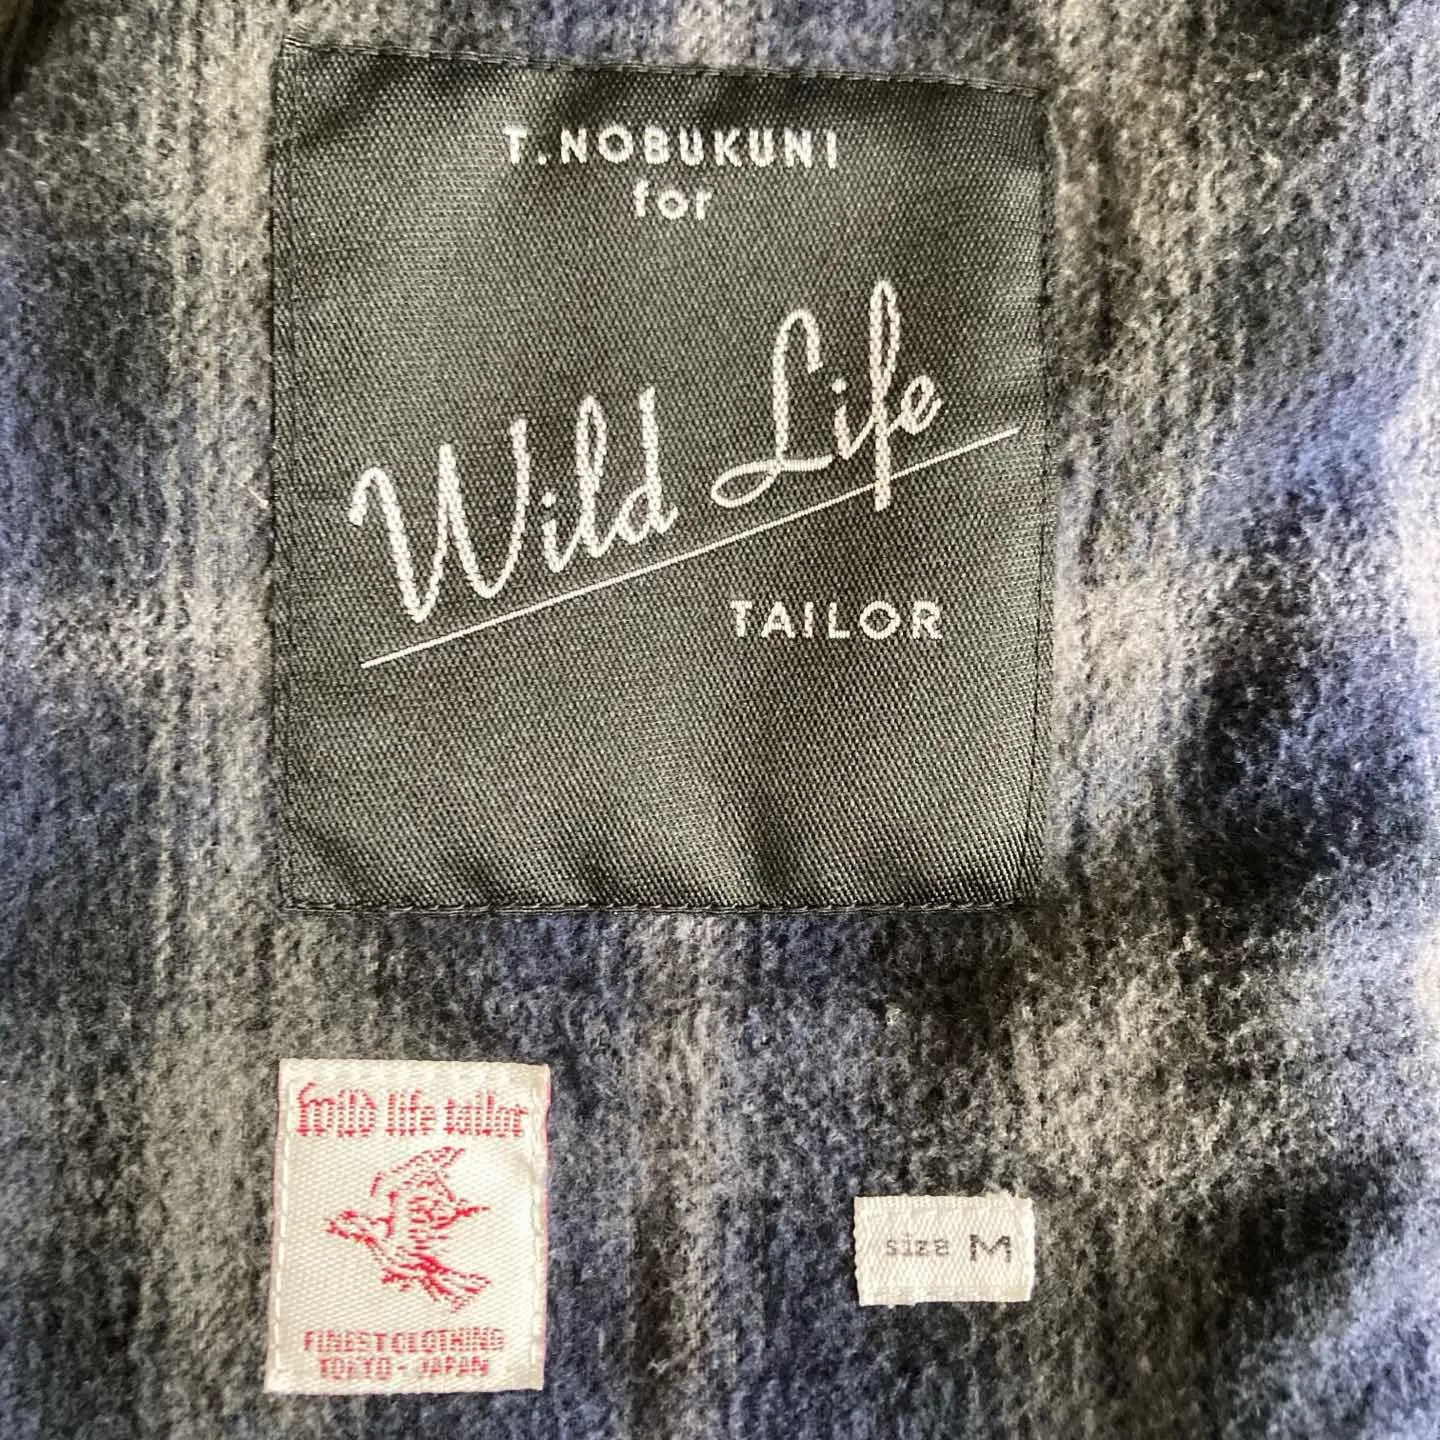 T.NOBUKUNI
for
Wild Life
TAILOR
wild life tailor
FINEST CLOTHING
TOKYO-JAPAN
size M